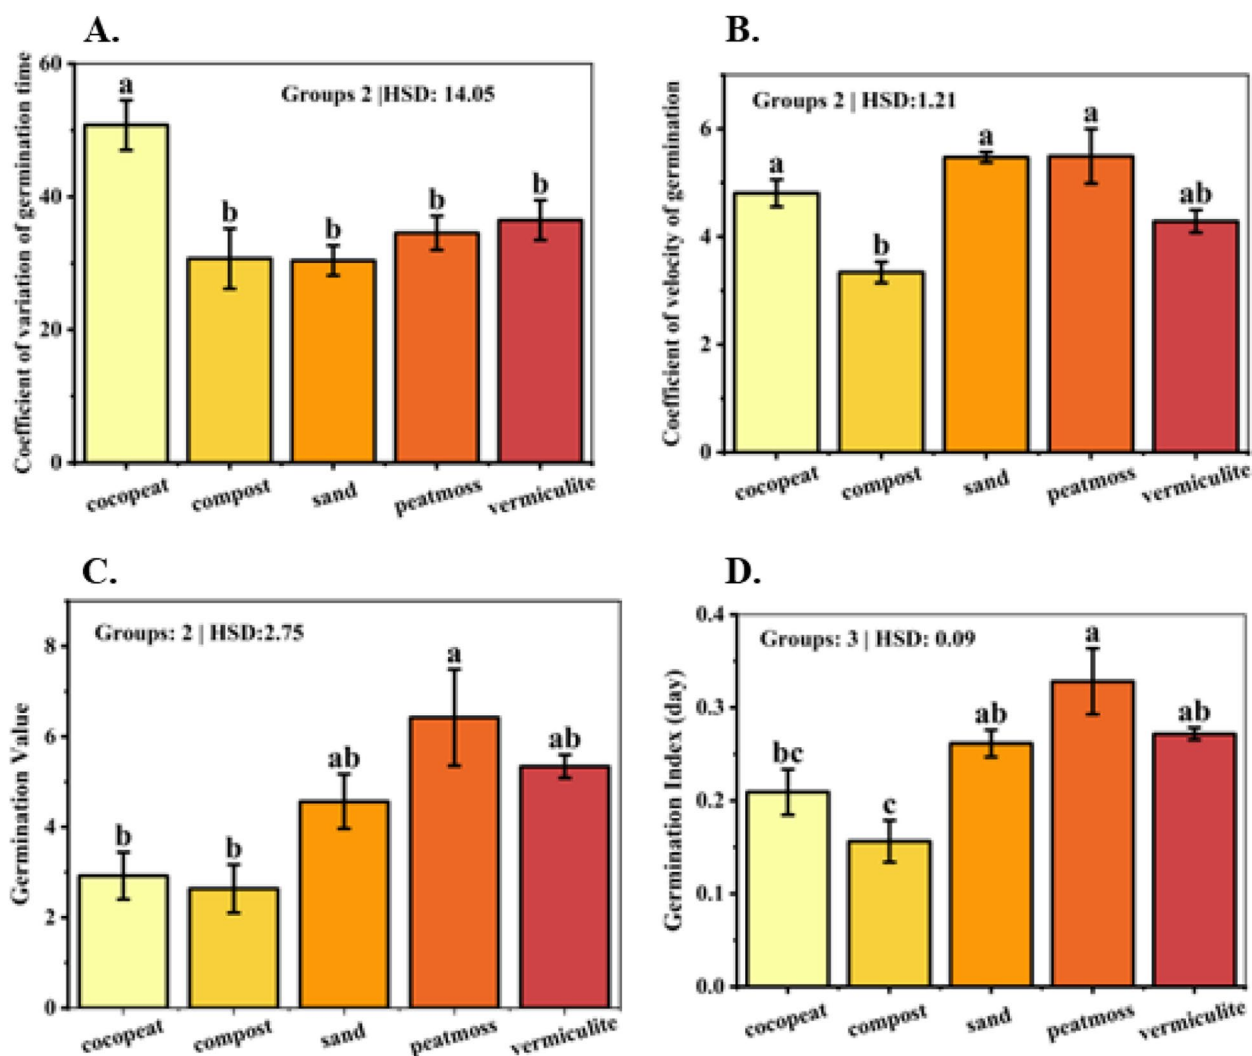 A.
Coefficient of variation of germination time
60
40
20
0
Groups 2 |HSD: 14.05
a
b
b
b
b
cocopeat
compost
sand
peatmoss
vermiculite
B.
Coefficient of velocity of germination
6
4
2
0
Groups 2 | HSD:1.21
a
b
a
a
ab
cocopeat
compost
sand
peatmoss
vermiculite
C.
Germination Value
8
6
4
2
0
Groups: 2 | HSD:2.75
b
b
ab
a
ab
cocopeat
compost
sand
peatmoss
vermiculite
D.
Germination Index (day)
0.4
0.3
0.2
0.1
0.0
Groups: 3 | HSD: 0.09
bc
c
ab
a
ab
cocopeat
compost
sand
peatmoss
vermiculite